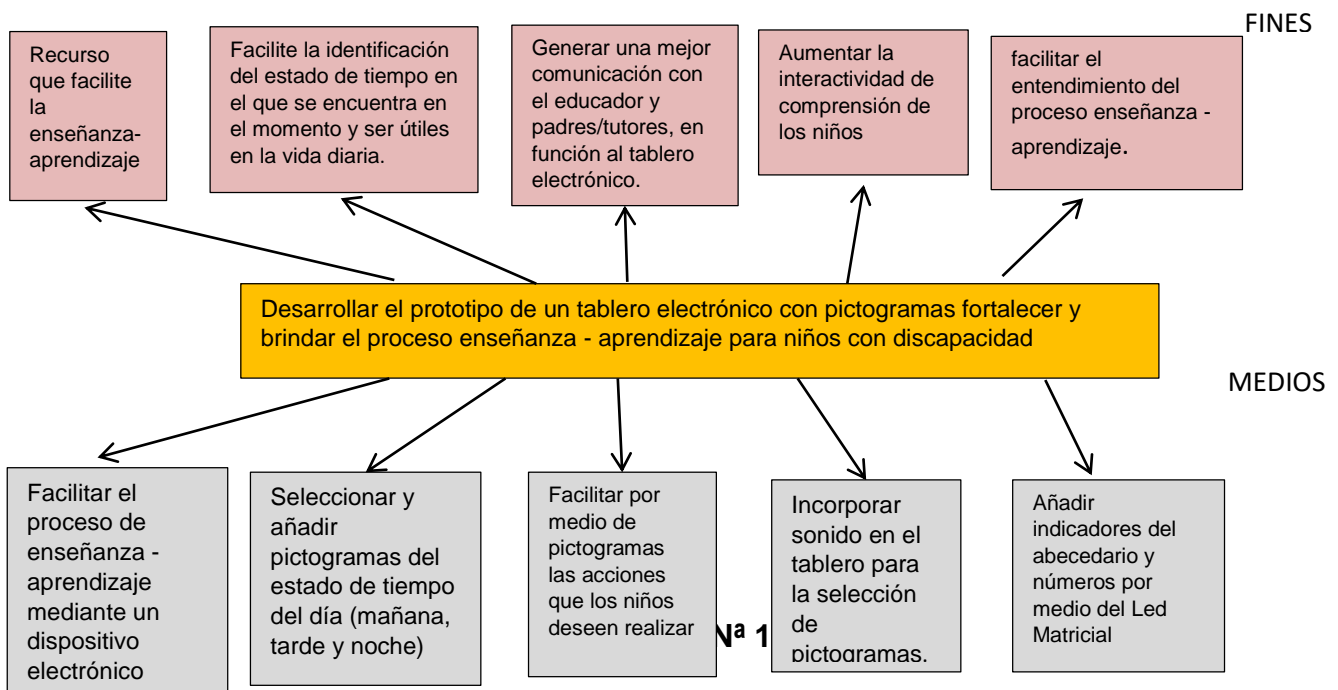 FINES
Recurso
que facilite
la
enseñanza-
aprendizaje
Facilite la identificación
del estado de tiempo en
el que se encuentra en
el momento y ser útiles
en la vida diaria.
Generar una mejor
comunicación con
el educador y
padres/tutores, en
función al tablero
electrónico.
Aumentar la
interactividad de
comprensión de
los niños
facilitar el
entendimiento del
proceso enseñanza -
aprendizaje.
Desarrollar el prototipo de un tablero electrónico con pictogramas fortalecer y
brindar el proceso enseñanza - aprendizaje para niños con discapacidad
MEDIOS
Facilitar el
proceso de
enseñanza -
aprendizaje
mediante un
dispositivo
electrónico
Seleccionar y
añadir
pictogramas del
estado de tiempo
del día (mañana,
tarde y noche)
Facilitar por
medio de
pictogramas
las acciones
que los niños
deseen realizar
Incorporar
sonido en el
tablero para
la selección
de
pictogramas.
Añadir
indicadores del
abecedario y
números por
medio del Led
Matricial
Nª 1